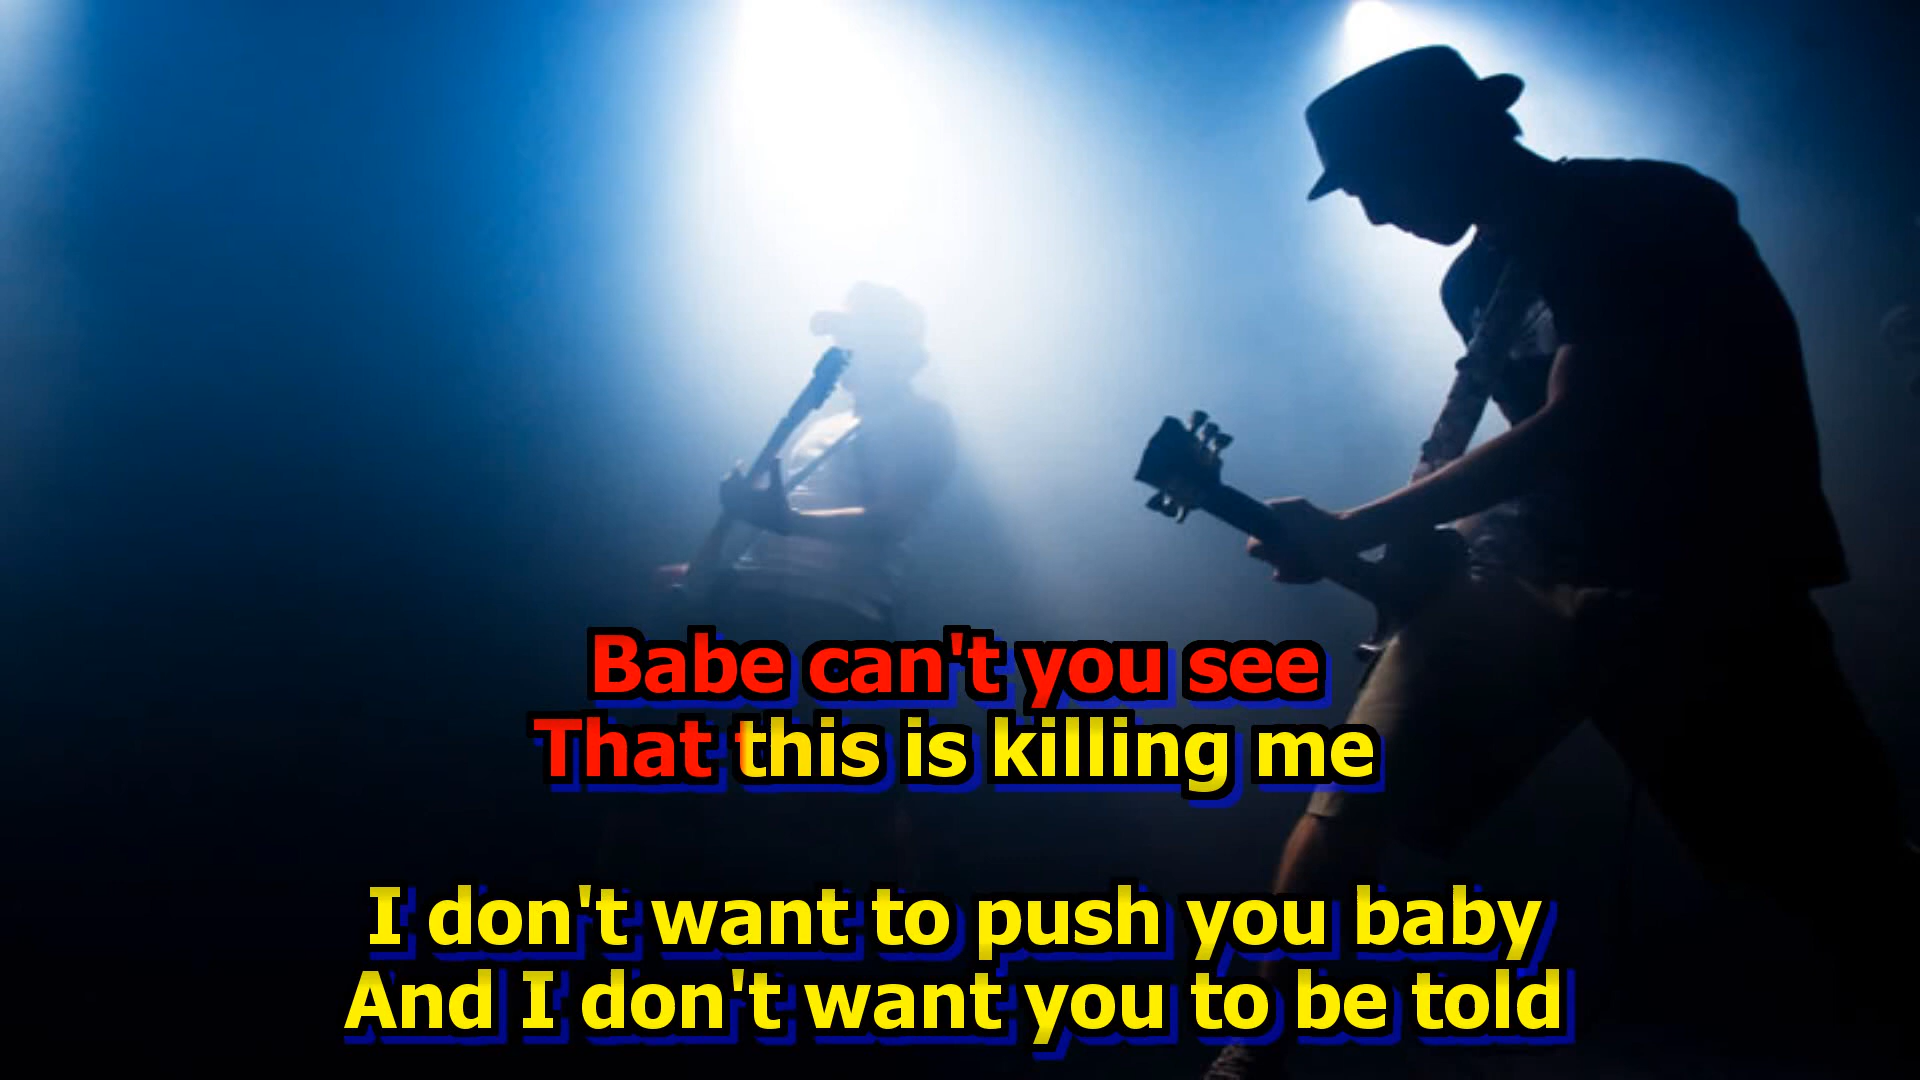 Babe can't you see
That this is killing me
I don't want to push you baby
And I don't want you to be told